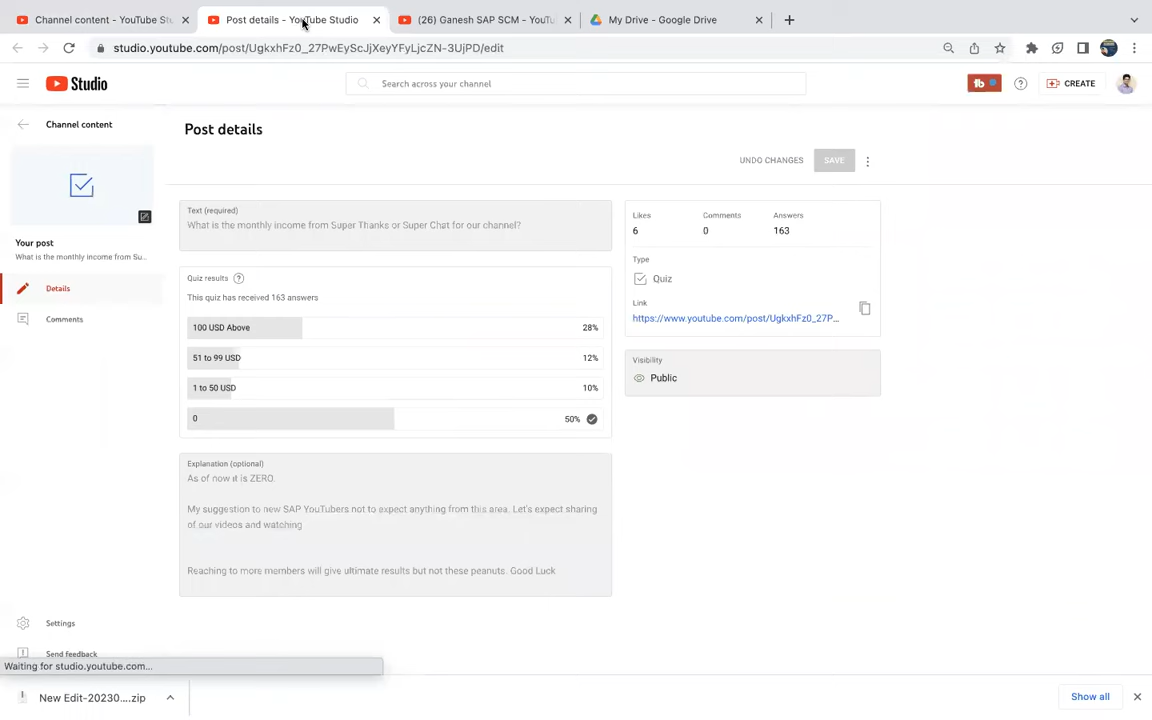 Channel content - YouTube Stu
Post details - YouTube Studio
(26) Ganesh SAP SCM - YouTu
My Drive - Google Drive
studio.youtube.com/post/UgkxhFz0_27PwEyScJjXeyYFyLjcZN-3UjPD/edit
Studio
Search across your channel
tb
CREATE
Channel content
Post details
UNDO CHANGES
SAVE
Text (required)
What is the monthly income from Super Thanks or Super Chat for our channel?
Likes
Comments
Answers
6
0
163
Your post
What is the monthly income from Su...
Type
Quiz
Quiz results
This quiz has received 163 answers
Details
Link
https://www.youtube.com/post/UgkxhFz0_27P...
Comments
100 USD Above
28%
51 to 99 USD
12%
1 to 50 USD
10%
0
50%
Visibility
Public
Explanation (optional)
As of now it is ZERO.
My suggestion to new SAP YouTubers not to expect anything from this area. Let's expect sharing
of our videos and watching
Reaching to more members will give ultimate results but not these peanuts. Good Luck
Settings
Send feedback
Waiting for studio.youtube.com...
New Edit-20230....zip
Show all